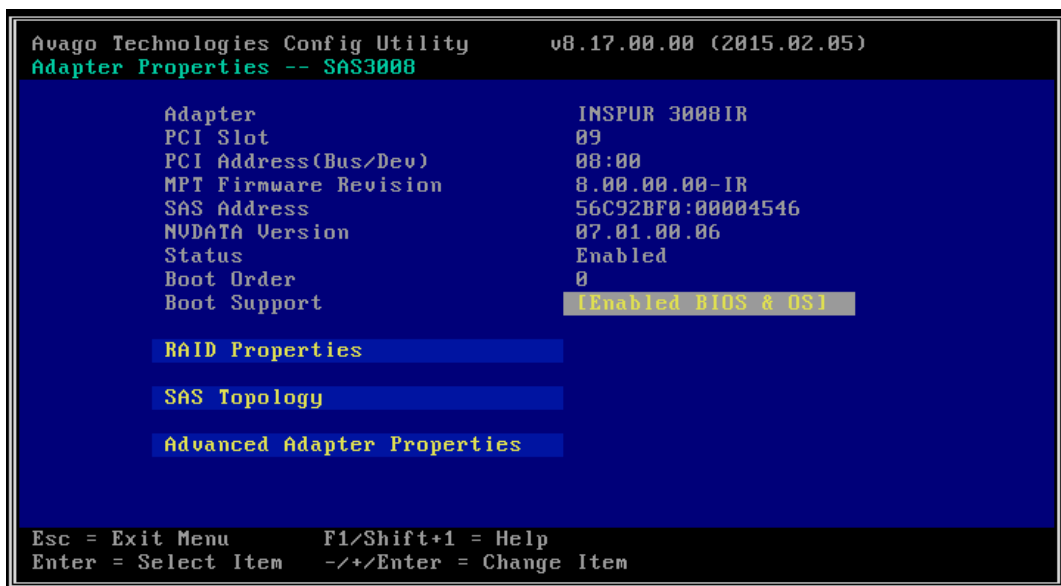 Avago Technologies Config Utility v8.17.00.00 (2015.02.05)
Adapter Properties -- SAS3008
Adapter INSPUR 3008IR
PCI Slot 09
PCI Address(Bus/Dev) 08:00
MPT Firmware Revision 8.00.00.00-IR
SAS Address 56C92BF0:00004546
NVDATA Version 07.01.00.06
Status Enabled
Boot Order 0
Boot Support [Enabled BIOS & OS]
RAID Properties
SAS Topology
Advanced Adapter Properties
Esc = Exit Menu F1/Shift+1 = Help
Enter = Select Item -/+/Enter = Change Item